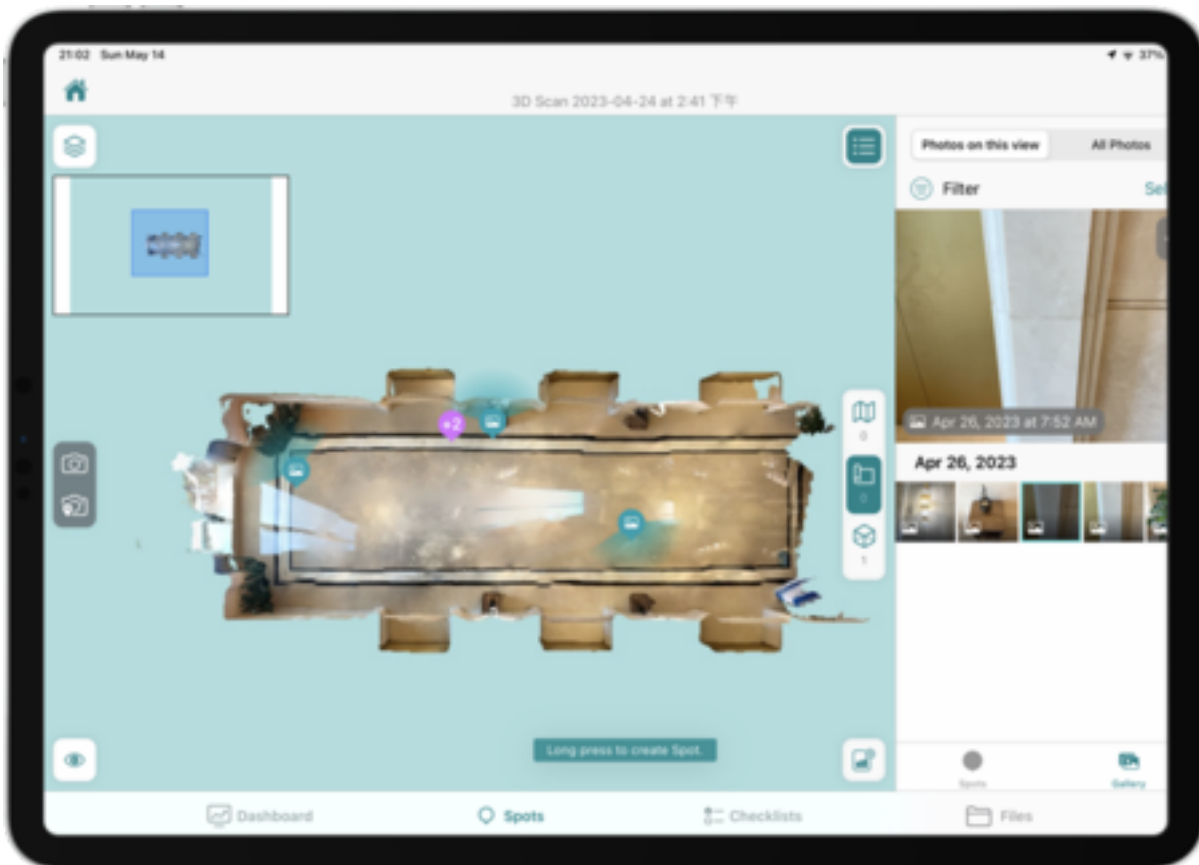 21:02 Sun May 14
37%
3D Scan 2023-04-24 at 2:41 下午
Photos on this view
All Photos
Filter
Sel
Apr 26, 2023 at 7:52 AM
Apr 26, 2023
+2
0
0
1
Long press to create Spot.
Spots
Gallery
Dashboard
Spots
Checklists
Files